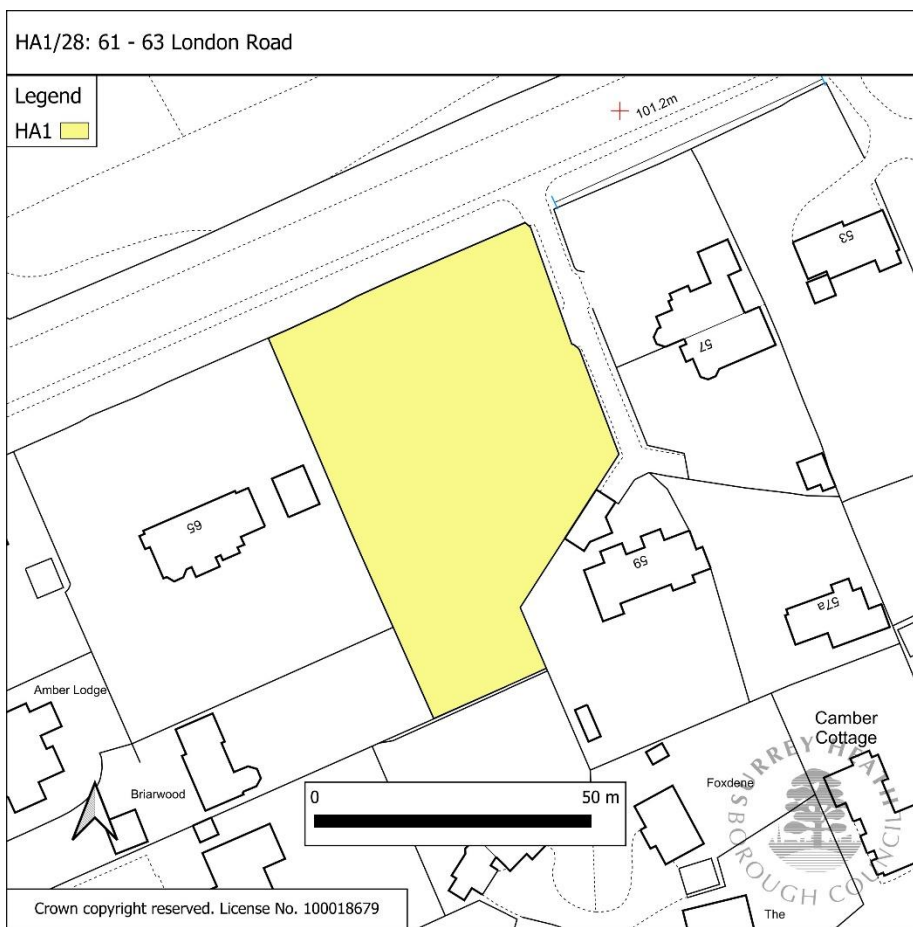 HA1/28: 61 - 63 London Road
Legend
HA1
101.2m
53
57
65
59
57a
Amber Lodge
Camber
Cottage
Briarwood
Foxdene
0 50 m
SURREY HEATH
BOROUGH COUNCIL
The
Crown copyright reserved. License No. 100018679